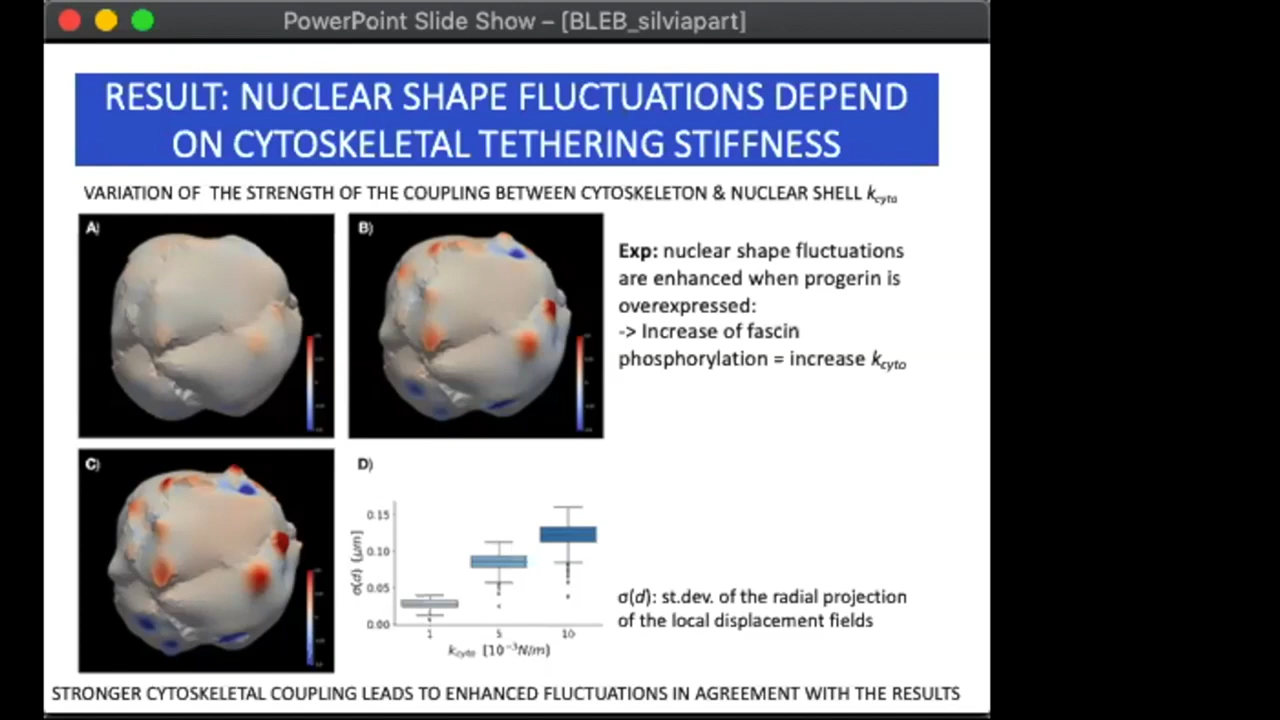 PowerPoint Slide Show – [BLEB_silviapart]
RESULT: NUCLEAR SHAPE FLUCTUATIONS DEPEND
ON CYTOSKELETAL TETHERING STIFFNESS
VARIATION OF THE STRENGTH OF THE COUPLING BETWEEN CYTOSKELETON & NUCLEAR SHELL kcyto
A)
B)
Exp: nuclear shape fluctuations
are enhanced when progerin is
overexpressed:
-> Increase of fascin
phosphorylation = increase kcyto
C)
D)
0.15
0.10
0.05
0.00
σ(d) [μm]
1
5
10
kcyto [10⁻³N/m]
σ(d): st.dev. of the radial projection
of the local displacement fields
STRONGER CYTOSKELETAL COUPLING LEADS TO ENHANCED FLUCTUATIONS IN AGREEMENT WITH THE RESULTS